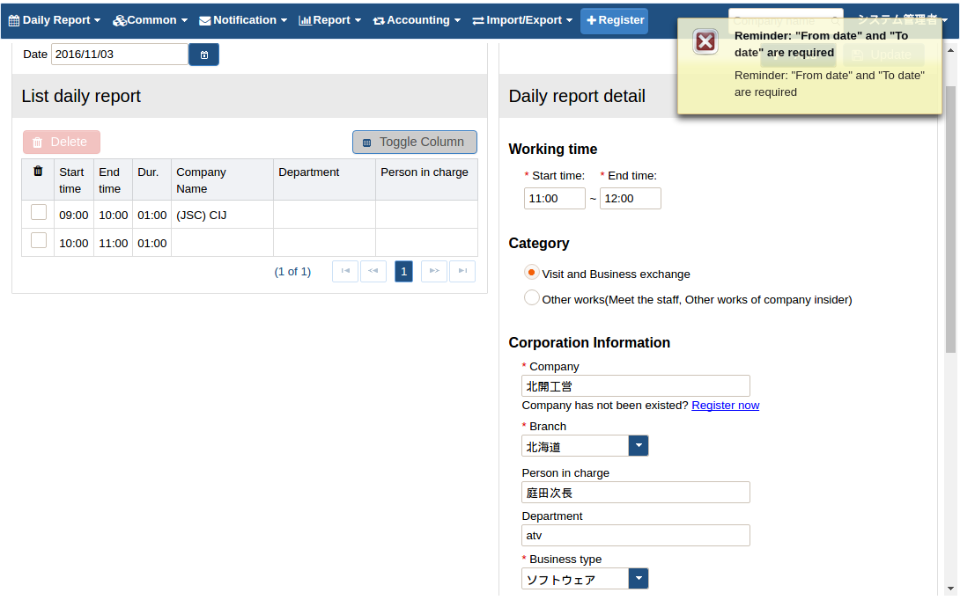 Daily Report Common Notification Report Accounting Import/Export Register Company name システム管理者
Reminder: "From date" and "To date" are required
Reminder: "From date" and "To date" are required
Update
Date 2016/11/03
List daily report
Delete Toggle Column
Start time End time Dur. Company Name Department Person in charge
09:00 10:00 01:00 (JSC) CIJ
10:00 11:00 01:00
(1 of 1) 1
Daily report detail
Working time
* Start time: * End time:
11:00 ~ 12:00
Category
Visit and Business exchange
Other works(Meet the staff, Other works of company insider)
Corporation Information
* Company
北開工営
Company has not been existed? Register now
* Branch
北海道
Person in charge
庭田次長
Department
atv
* Business type
ソフトウェア